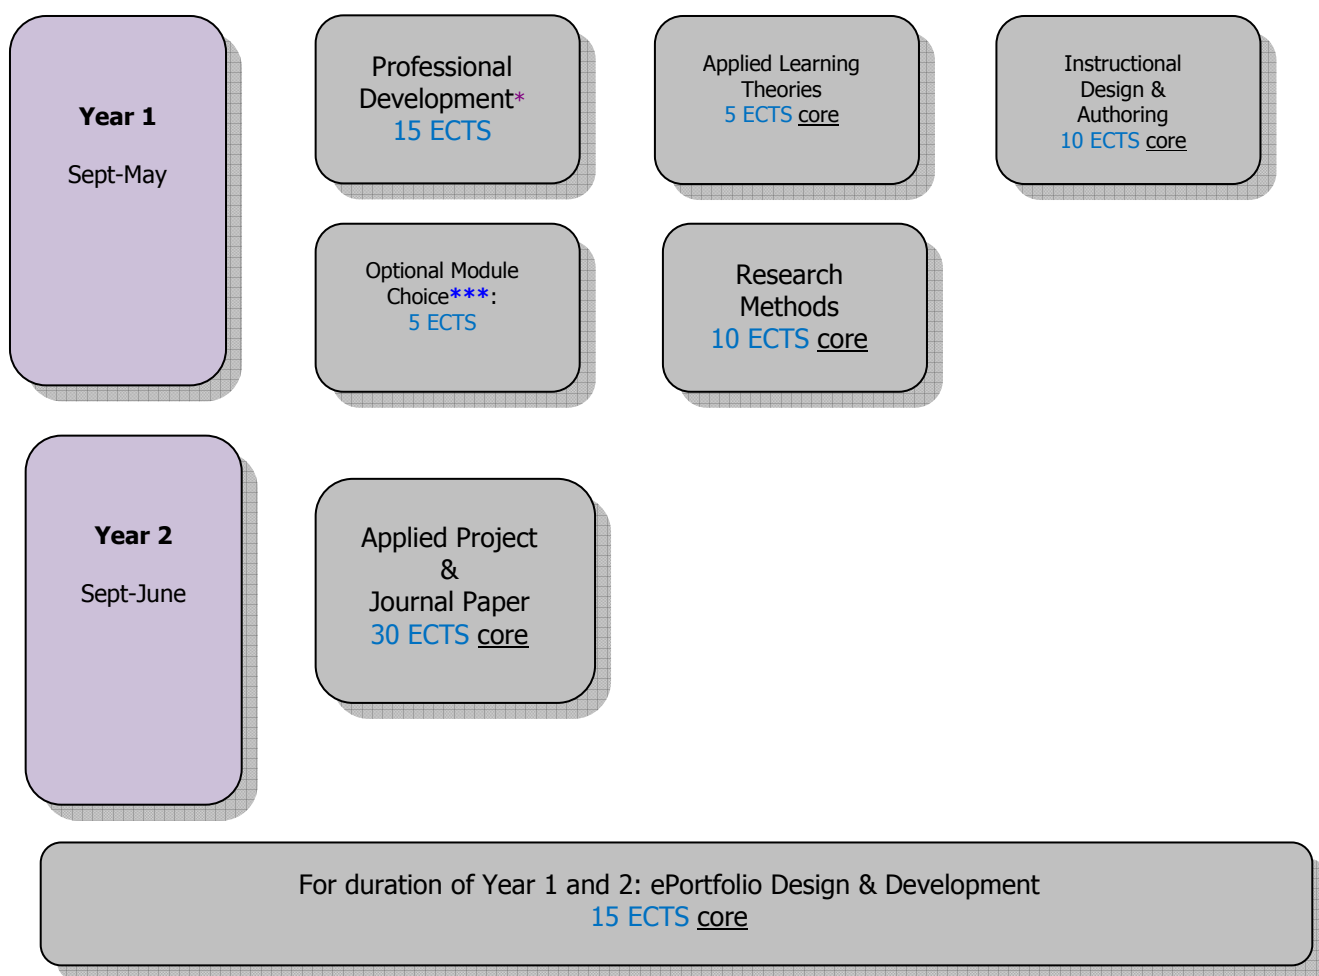 Year 1
Sept-May
Professional
Development*
15 ECTS
Applied Learning
Theories
5 ECTS core
Instructional
Design &
Authoring
10 ECTS core
Optional Module
Choice***:
5 ECTS
Research
Methods
10 ECTS core
Year 2
Sept-June
Applied Project
&
Journal Paper
30 ECTS core
For duration of Year 1 and 2: ePortfolio Design & Development
15 ECTS core